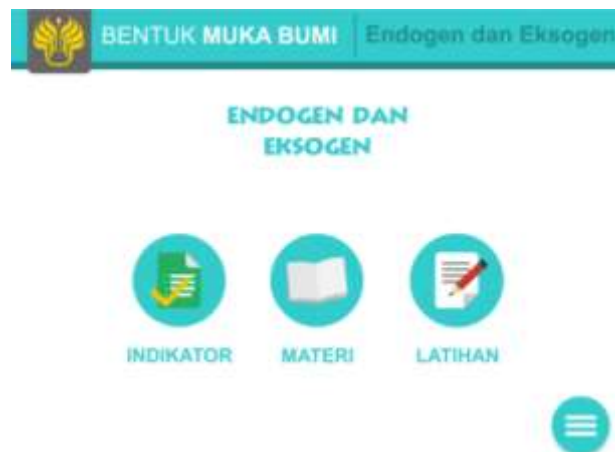 BENTUK MUKA BUMI Endogen dan Eksogen
ENDOGEN DAN
EKSOGEN
INDIKATOR MATERI LATIHAN